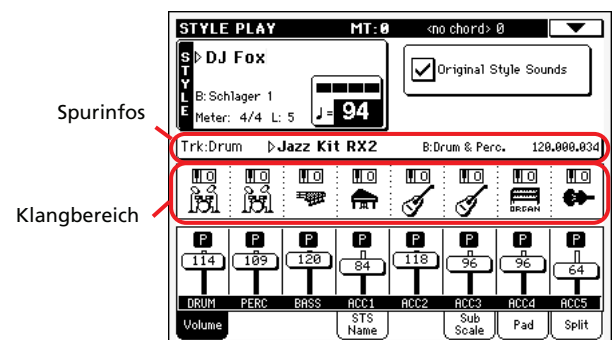 STYLE PLAY MT:0 <no chord> 0
STYLE
DJ Fox
Original Style Sounds
B:Schlager 1
Meter: 4/4 L: 5
♩= 94
Spurinfos
Trk:Drum Jazz Kit RX2 B:Drum & Perc. 120.000.034
Klangbereich
O O O O O O O
ORGAN
P P P P P P P P
114 109 120 84 118 96 96 64
DRUM PERC BASS ACC1 ACC2 ACC3 ACC4 ACC5
Volume STS Name Sub Scale Pad Split